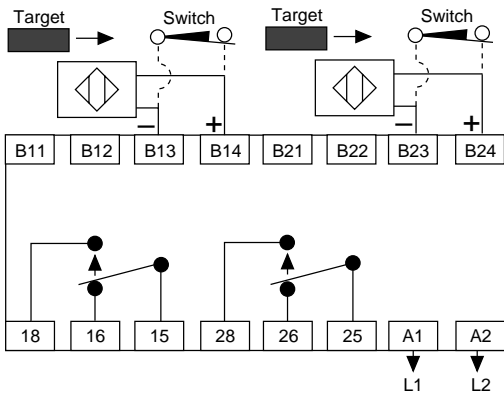 Target Switch Target Switch
− + − +
B11 B12 B13 B14 B21 B22 B23 B24
18 16 15 28 26 25 A1 A2
L1 L2